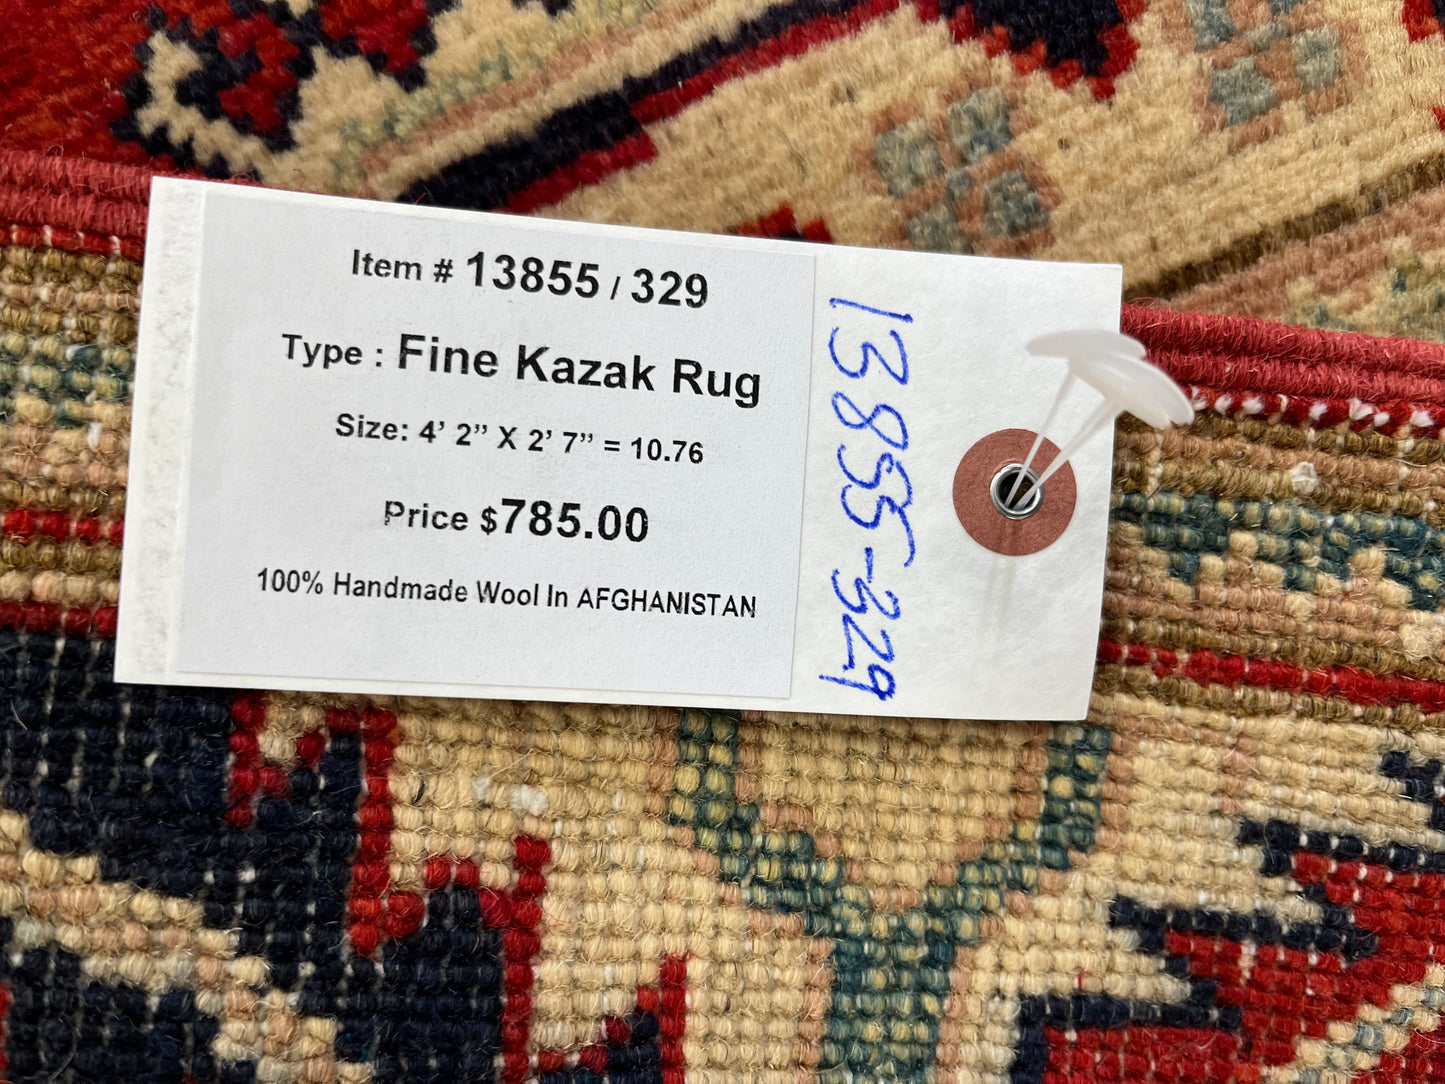 Item # 13855 / 329
Type : Fine Kazak Rug
Size: 4’ 2” X 2’ 7” = 10.76
Price $785.00
100% Handmade Wool In AFGHANISTAN
13855-329